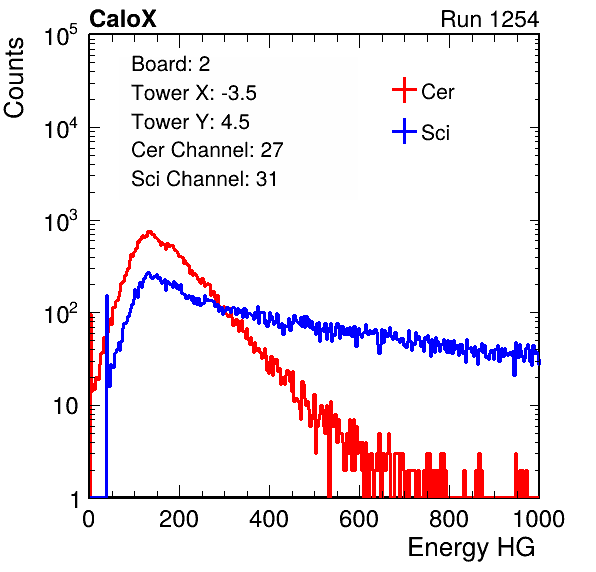 CaloX Run 1254
Counts
Board: 2
Tower X: -3.5
Tower Y: 4.5
Cer Channel: 27
Sci Channel: 31
Cer
Sci
10^5
10^4
10^3
10^2
10
1
0 200 400 600 800 1000
Energy HG